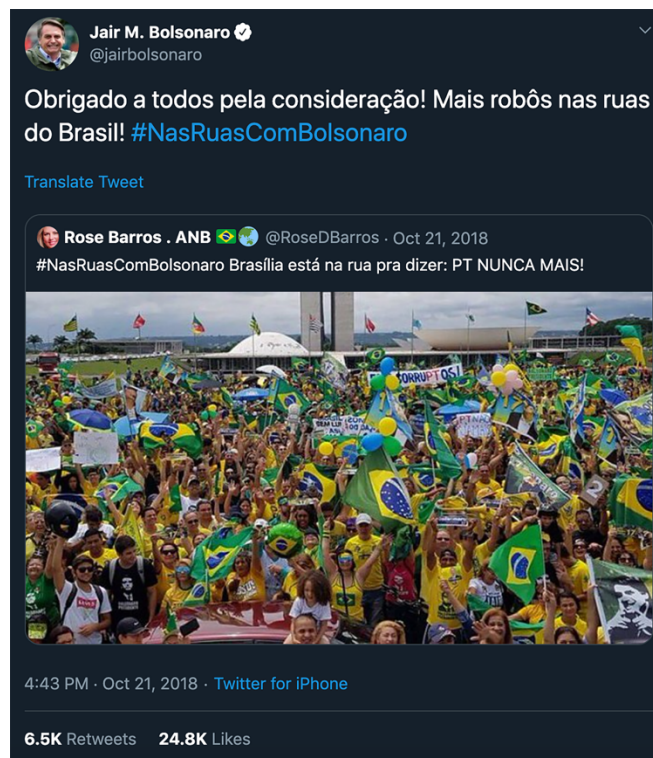 Jair M. Bolsonaro
@jairbolsonaro
Obrigado a todos pela consideração! Mais robôs nas ruas
do Brasil! #NasRuasComBolsonaro
Translate Tweet
Rose Barros . ANB @RoseDBarros · Oct 21, 2018
#NasRuasComBolsonaro Brasília está na rua pra dizer: PT NUNCA MAIS!
CORRUPTOS!
4:43 PM · Oct 21, 2018 · Twitter for iPhone
6.5K Retweets 24.8K Likes